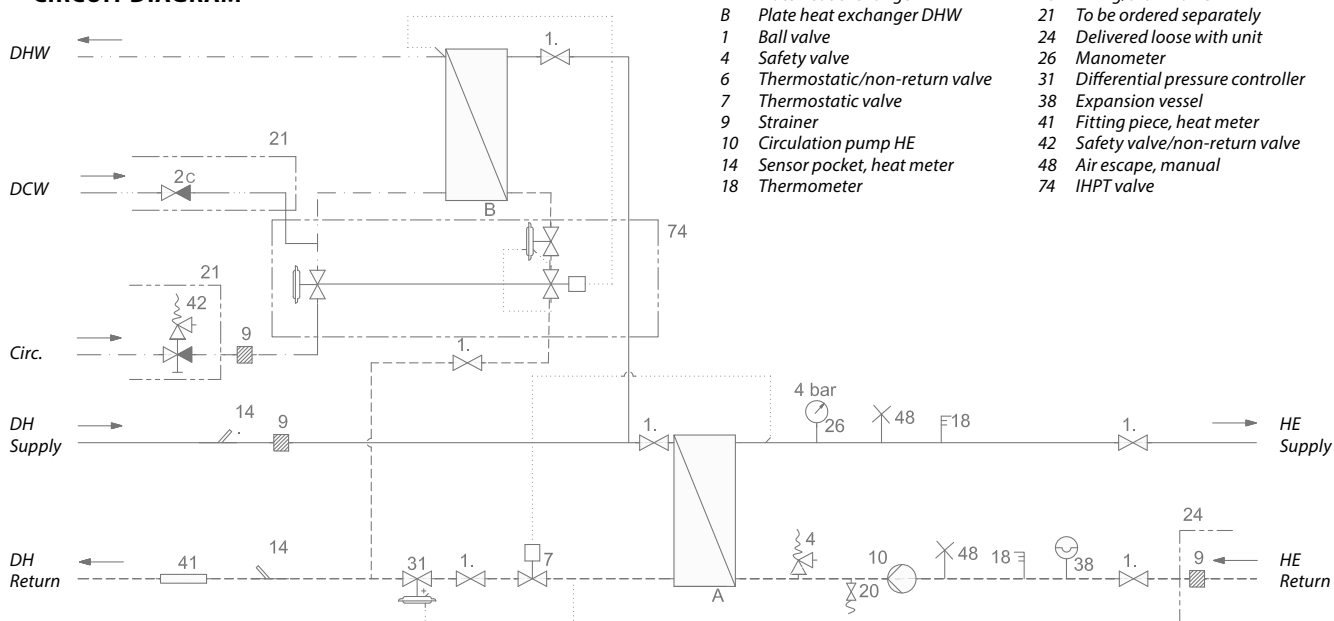 B Plate heat exchanger DHW
1 Ball valve
4 Safety valve
6 Thermostatic/non-return valve
7 Thermostatic valve
9 Strainer
10 Circulation pump HE
14 Sensor pocket, heat meter
18 Thermometer
21 To be ordered separately
24 Delivered loose with unit
26 Manometer
31 Differential pressure controller
38 Expansion vessel
41 Fitting piece, heat meter
42 Safety valve/non-return valve
48 Air escape, manual
74 IHPT valve
DHW
1.
B
21
DCW
2c
74
21
42
Circ.
9
1.
DH
Supply
14
9
1.
4 bar
26
48
18
1.
HE
Supply
DH
Return
41
14
31
1.
7
A
4
20
10
48
18
38
1.
24
9
HE
Return